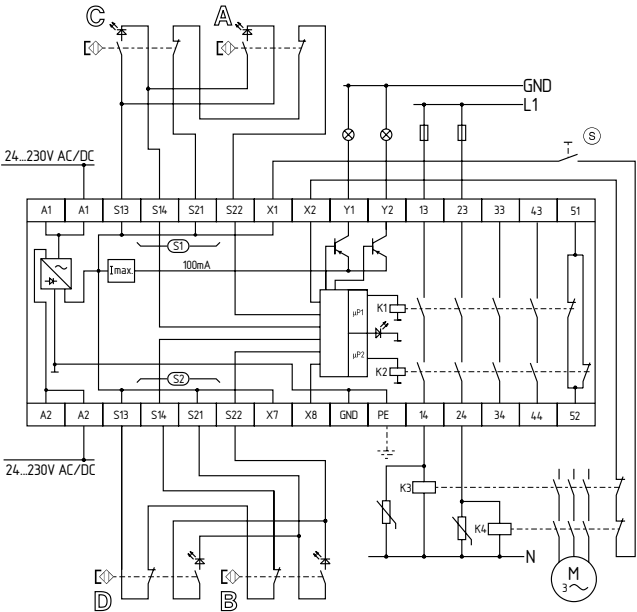 C
A
GND
L1
S
24...230V AC/DC
A1 A1 S13 S14 S21 S22 X1 X2 Y1 Y2 13 23 33 43 51
S1
Imax.
100mA
µP1
K1
µP2
K2
S2
A2 A2 S13 S14 S21 S22 X7 X8 GND PE 14 24 34 44 52
24...230V AC/DC
K3
K4
N
M
3~
D
B